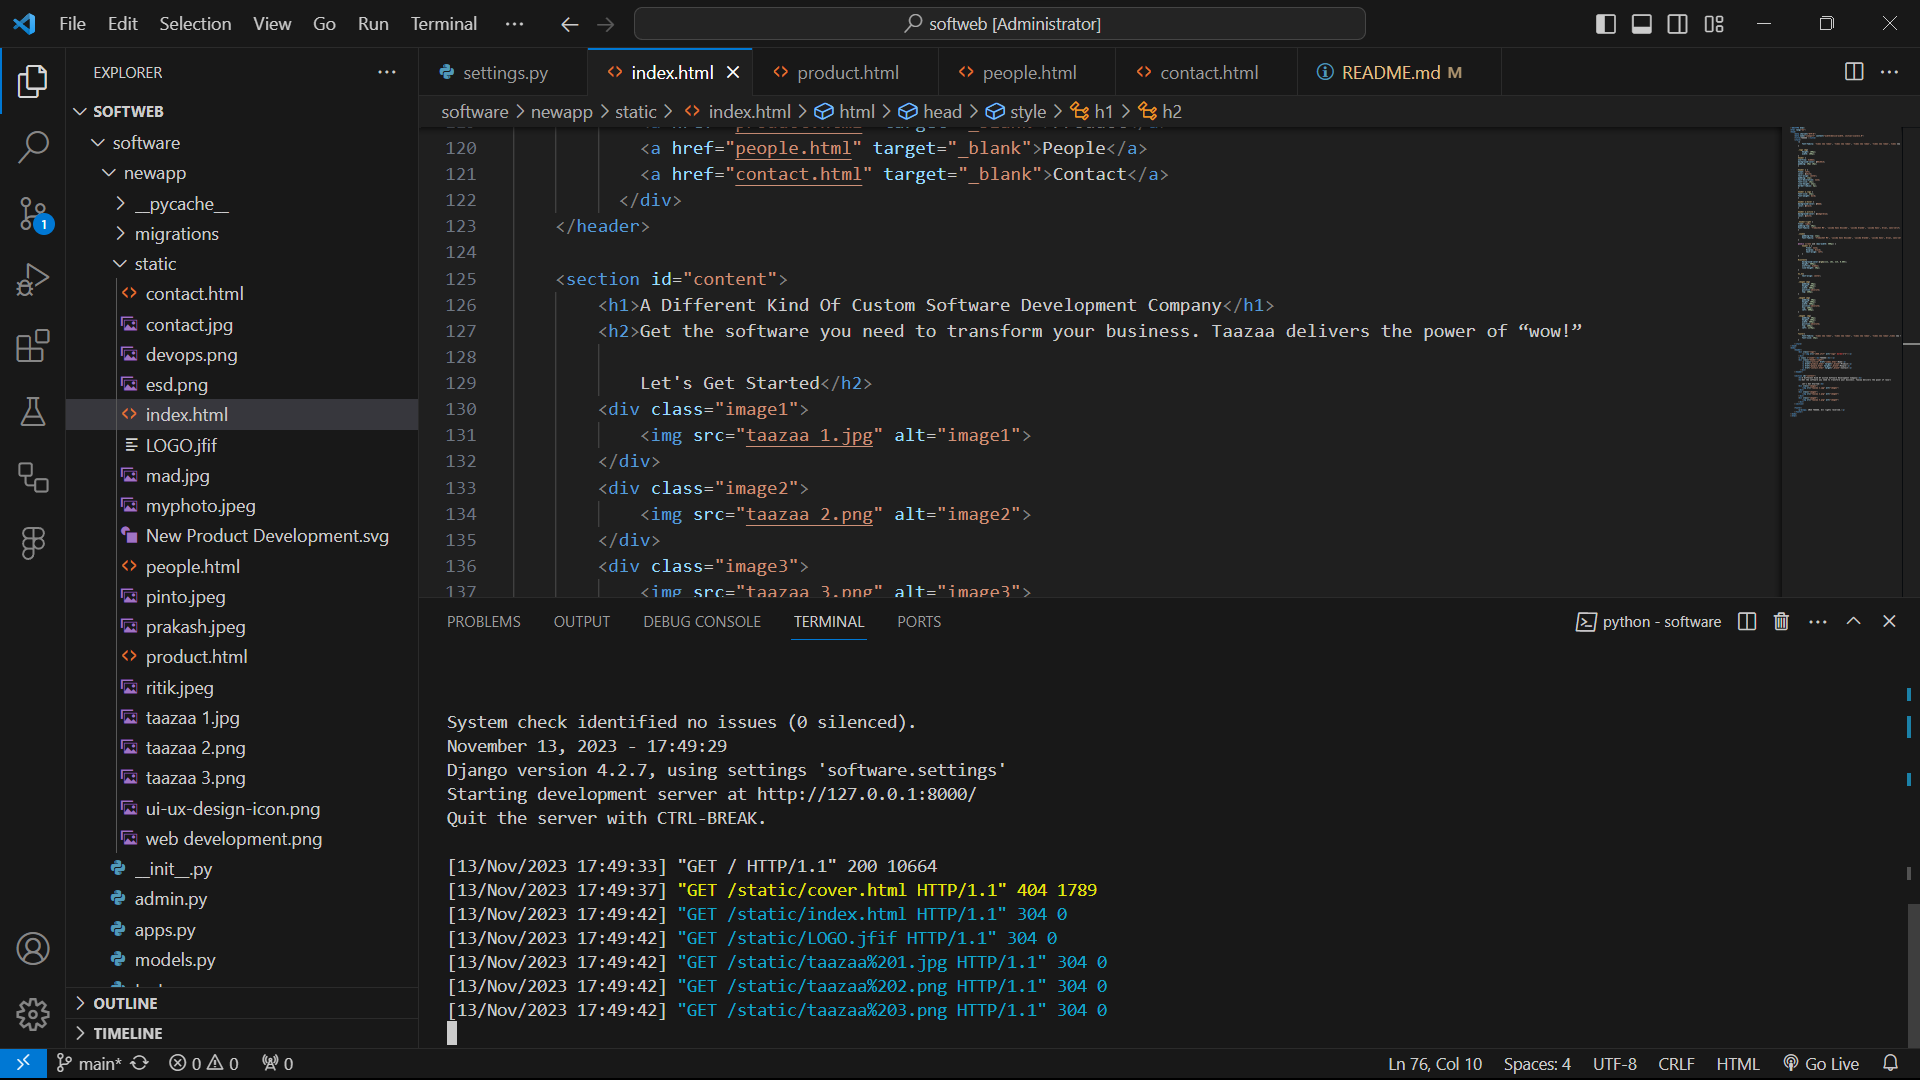 File Edit Selection View Go Run Terminal ··· softweb [Administrator]
EXPLORER
SOFTWEB
software
newapp
__pycache__
migrations
static
contact.html
contact.jpg
devops.png
esd.png
index.html
LOGO.jfif
mad.jpg
myphoto.jpeg
New Product Development.svg
people.html
pinto.jpeg
prakash.jpeg
product.html
ritik.jpeg
taazaa 1.jpg
taazaa 2.png
taazaa 3.png
ui-ux-design-icon.png
web development.png
__init__.py
admin.py
apps.py
models.py
OUTLINE
TIMELINE
1
settings.py index.html product.html people.html contact.html README.md M
software > newapp > static > index.html > html > head > style > h1 > h2
120 <a href="people.html" target="_blank">People</a>
121 <a href="contact.html" target="_blank">Contact</a>
122 </div>
123 </header>
124
125 <section id="content">
126 <h1>A Different Kind Of Custom Software Development Company</h1>
127 <h2>Get the software you need to transform your business. Taazaa delivers the power of “wow!”
128
129 Let's Get Started</h2>
130 <div class="image1">
131 <img src="taazaa 1.jpg" alt="image1">
132 </div>
133 <div class="image2">
134 <img src="taazaa 2.png" alt="image2">
135 </div>
136 <div class="image3">
137 <img src="taazaa 3.png" alt="image3">
PROBLEMS OUTPUT DEBUG CONSOLE TERMINAL PORTS python - software
System check identified no issues (0 silenced).
November 13, 2023 - 17:49:29
Django version 4.2.7, using settings 'software.settings'
Starting development server at http://127.0.0.1:8000/
Quit the server with CTRL-BREAK.
[13/Nov/2023 17:49:33] "GET / HTTP/1.1" 200 10664
[13/Nov/2023 17:49:37] "GET /static/cover.html HTTP/1.1" 404 1789
[13/Nov/2023 17:49:42] "GET /static/index.html HTTP/1.1" 304 0
[13/Nov/2023 17:49:42] "GET /static/LOGO.jfif HTTP/1.1" 304 0
[13/Nov/2023 17:49:42] "GET /static/taazaa%201.jpg HTTP/1.1" 304 0
[13/Nov/2023 17:49:42] "GET /static/taazaa%202.png HTTP/1.1" 304 0
[13/Nov/2023 17:49:42] "GET /static/taazaa%203.png HTTP/1.1" 304 0
main* 0 0 0 Ln 76, Col 10 Spaces: 4 UTF-8 CRLF HTML Go Live